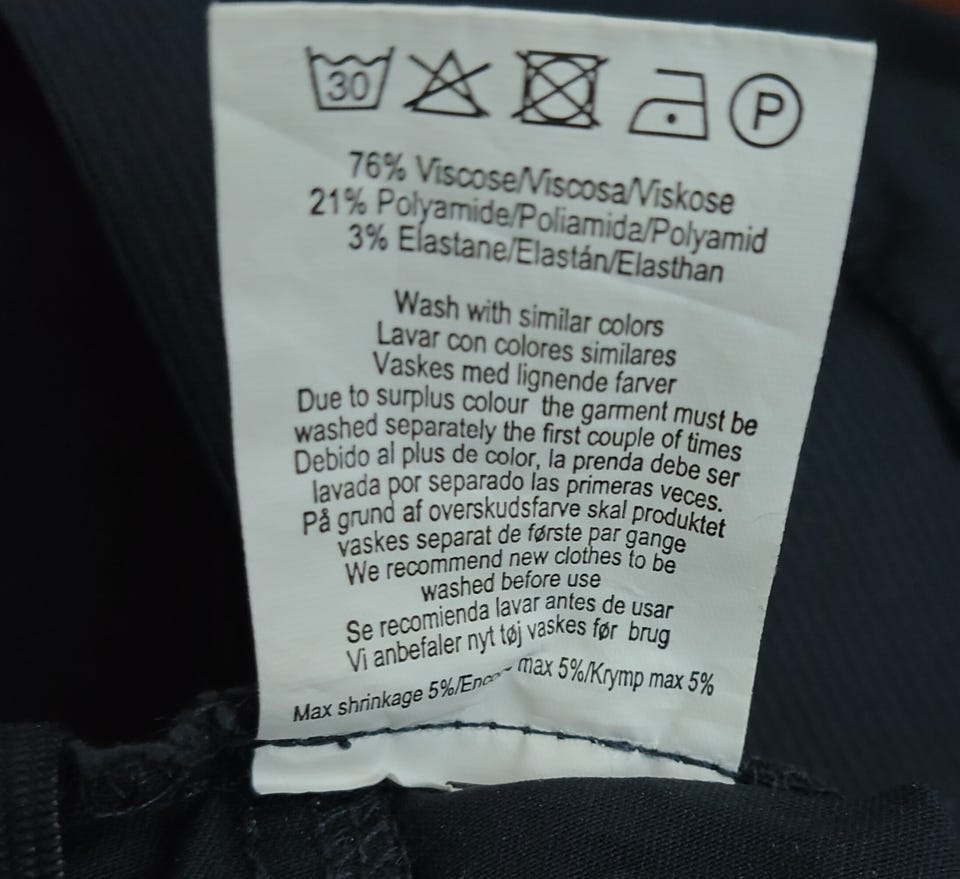 30 P
76% Viscose/Viscosa/Viskose
21% Polyamide/Poliamida/Polyamid
3% Elastane/Elastán/Elasthan
Wash with similar colors
Lavar con colores similares
Vaskes med lignende farver
Due to surplus colour the garment must be
washed separately the first couple of times
Debido al plus de color, la prenda debe ser
lavada por separado las primeras veces.
På grund af overskudsfarve skal produktet
vaskes separat de første par gange
We recommend new clothes to be
washed before use
Se recomienda lavar antes de usar
Vi anbefaler nyt tøj vaskes før brug
Max shrinkage 5%/ max 5%/Krymp max 5%